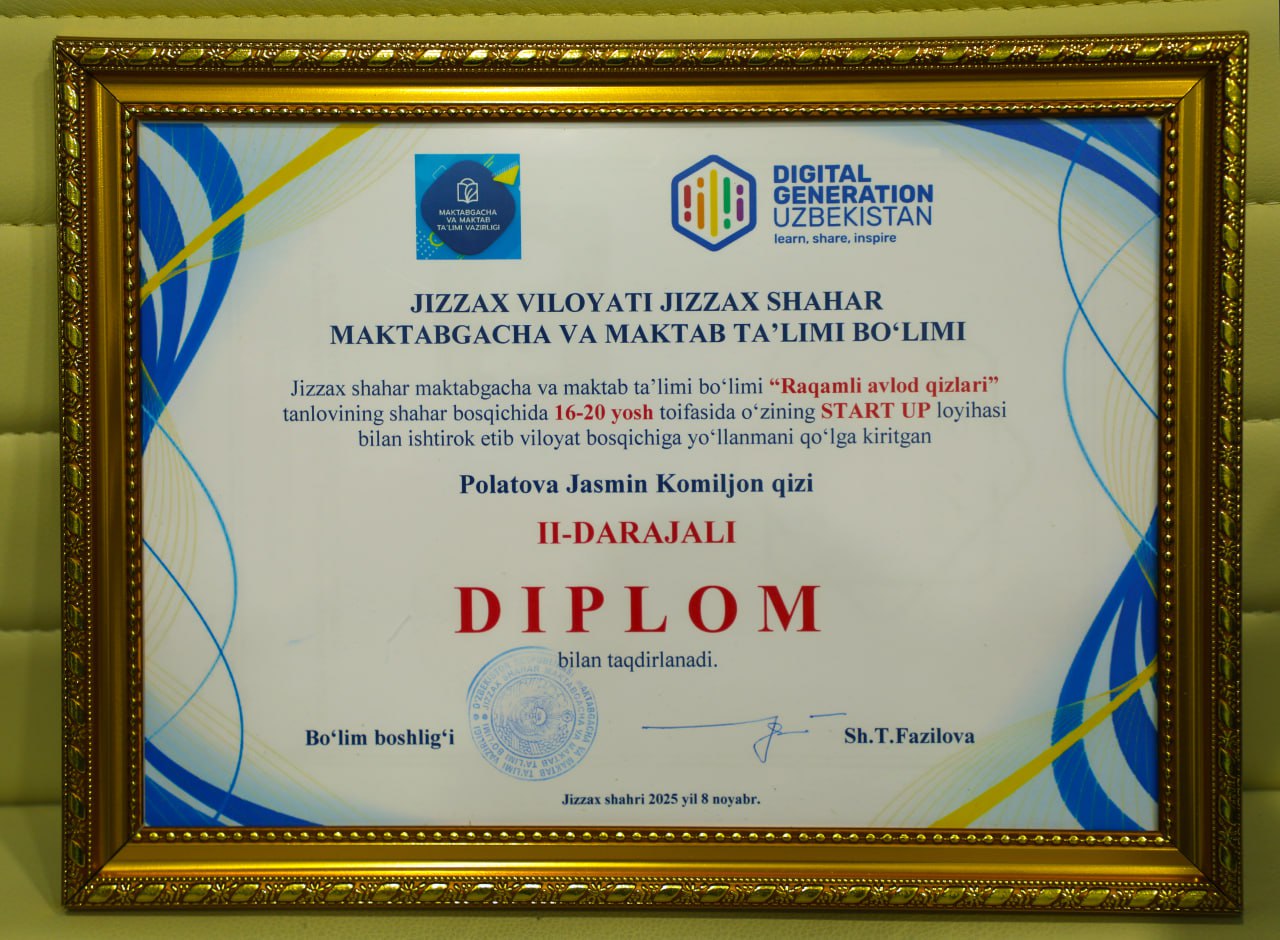 MAKTABGACHA
VA MAKTAB
TA'LIMI VAZIRLIGI
DIGITAL
GENERATION
UZBEKISTAN
learn, share, inspire
JIZZAX VILOYATI JIZZAX SHAHAR
MAKTABGACHA VA MAKTAB TA’LIMI BO‘LIMI
Jizzax shahar maktabgacha va maktab ta’limi bo‘limi “Raqamli avlod qizlari”
tanlovining shahar bosqichida 16-20 yosh toifasida o‘zining START UP loyihasi
bilan ishtirok etib viloyat bosqichiga yo‘llanmani qo‘lga kiritgan
Polatova Jasmin Komiljon qizi
II-DARAJALI
DIPLOM
bilan taqdirlanadi.
Bo‘lim boshlig‘i
Sh.T.Fazilova
Jizzax shahri 2025 yil 8 noyabr.